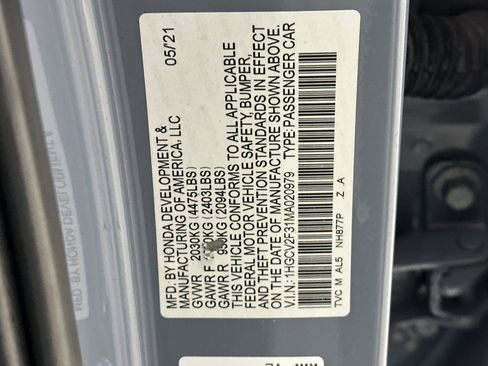 MFD. BY HONDA DEVELOPMENT & 05/21
MANUFACTURING OF AMERICA, LLC
GVWR 2030KG(4475LBS)
GAWR F KG(2403LBS)
GAWR R KG(2094LBS)
THIS VEHICLE CONFORMS TO ALL APPLICABLE
FEDERAL MOTOR VEHICLE SAFETY, BUMPER,
AND THEFT PREVENTION STANDARDS IN EFFECT
ON THE DATE OF MANUFACTURE SHOWN ABOVE.
V.I.N.: 1HGCV2F31MA020979 TYPE:PASSENGER CAR
TVC M AL5 NH877P Z A